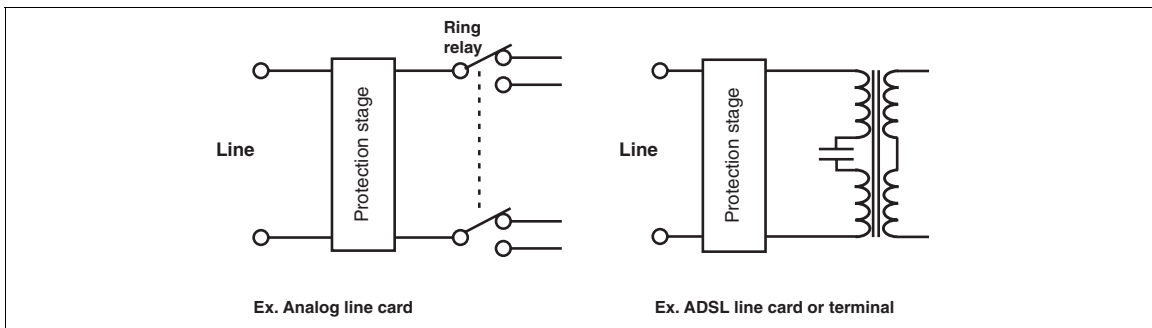 Ring
relay
Line
Protection stage
Line
Protection stage
Ex. Analog line card
Ex. ADSL line card or terminal